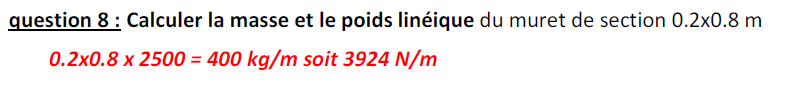 question 8 : Calculer la masse et le poids linéique du muret de section 0.2x0.8 m
0.2x0.8 x 2500 = 400 kg/m soit 3924 N/m